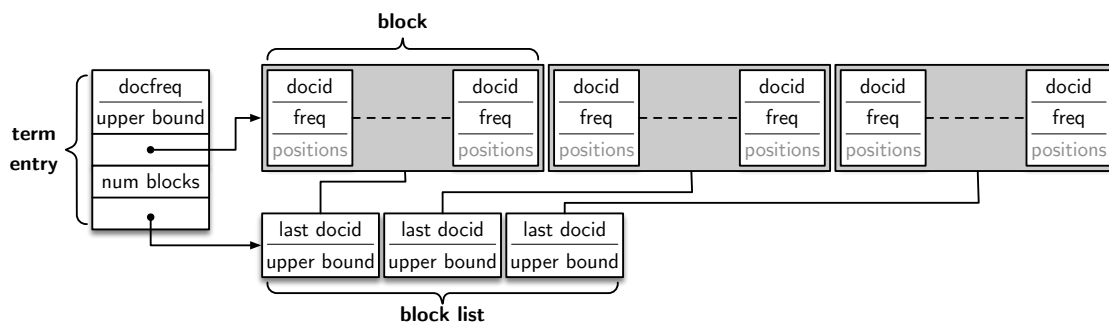 block
docfreq
upper bound
term
entry
num blocks
docid
freq
positions
docid
freq
positions
docid
freq
positions
docid
freq
positions
docid
freq
positions
docid
freq
positions
last docid
upper bound
last docid
upper bound
last docid
upper bound
block list